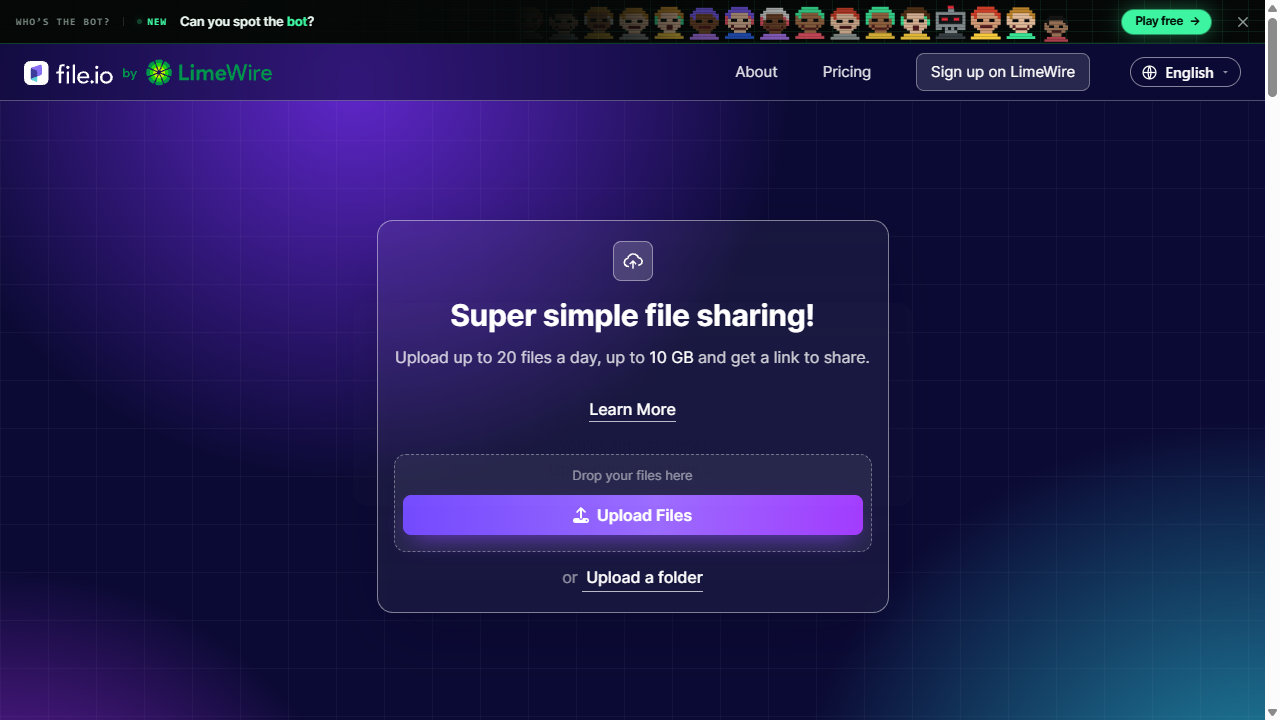 WHO'S THE BOT? NEW Can you spot the bot? Play free →
file.io by LimeWire About Pricing Sign up on LimeWire English
Super simple file sharing!
Upload up to 20 files a day, up to 10 GB and get a link to share.
Learn More
Drop your files here
Upload Files
or Upload a folder